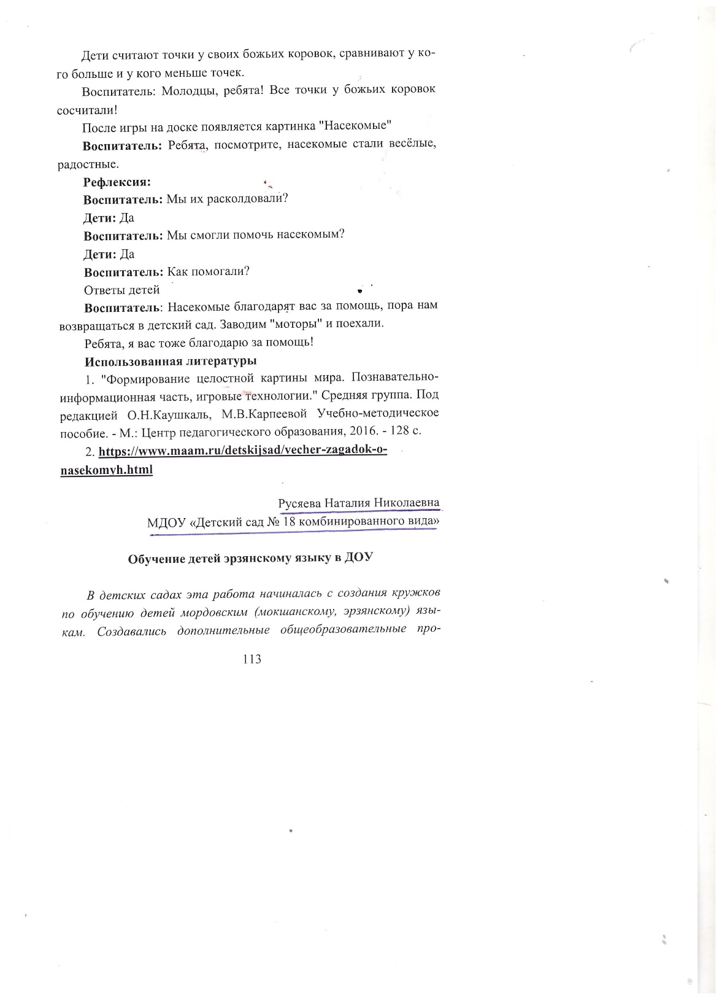 Дети считают точки у своих божьих коровок, сравнивают у ко-
го больше и у кого меньше точек.
Воспитатель: Молодцы, ребята! Все точки у божьих коровок
сосчитали!
После игры на доске появляется картинка "Насекомые"
Воспитатель: Ребята, посмотрите, насекомые стали весёлые,
радостные.
Рефлексия:
Воспитатель: Мы их расколдовали?
Дети: Да
Воспитатель: Мы смогли помочь насекомым?
Дети: Да
Воспитатель: Как помогали?
Ответы детей
Воспитатель: Насекомые благодарят вас за помощь, пора нам
возвращаться в детский сад. Заводим "моторы" и поехали.
Ребята, я вас тоже благодарю за помощь!
Использованная литературы
1. "Формирование целостной картины мира. Познавательно-
информационная часть, игровые технологии." Средняя группа. Под
редакцией О.Н.Каушкаль, М.В.Карпеевой Учебно-методическое
пособие. - М.: Центр педагогического образования, 2016. - 128 с.
2. https://www.maam.ru/detskijsad/vecher-zagadok-o-
nasekomyh.html
Русяева Наталия Николаевна
МДОУ «Детский сад № 18 комбинированного вида»
Обучение детей эрзянскому языку в ДОУ
В детских садах эта работа начиналась с создания кружков
по обучению детей мордовским (мокшанскому, эрзянскому) язы-
кам. Создавались дополнительные общеобразовательные про-
113